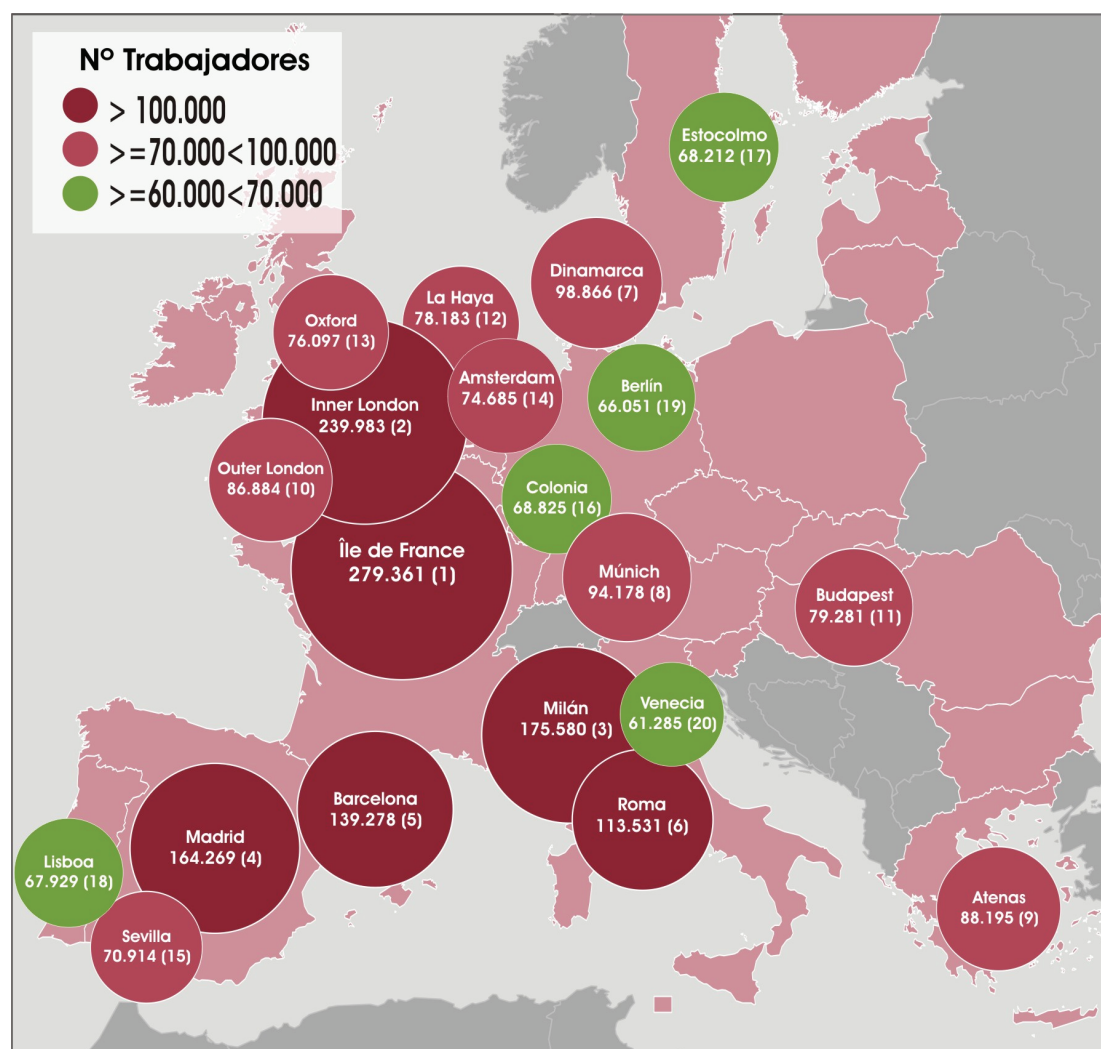 Nº Trabajadores
> 100.000
>=70.000<100.000
>=60.000<70.000
Estocolmo
68.212 (17)
Dinamarca
98.866 (7)
La Haya
78.183 (12)
Oxford
76.097 (13)
Amsterdam
74.685 (14)
Berlín
66.051 (19)
Inner London
239.983 (2)
Outer London
86.884 (10)
Colonia
68.825 (16)
Île de France
279.361 (1)
Múnich
94.178 (8)
Budapest
79.281 (11)
Milán
175.580 (3)
Venecia
61.285 (20)
Barcelona
139.278 (5)
Roma
113.531 (6)
Madrid
164.269 (4)
Lisboa
67.929 (18)
Atenas
88.195 (9)
Sevilla
70.914 (15)